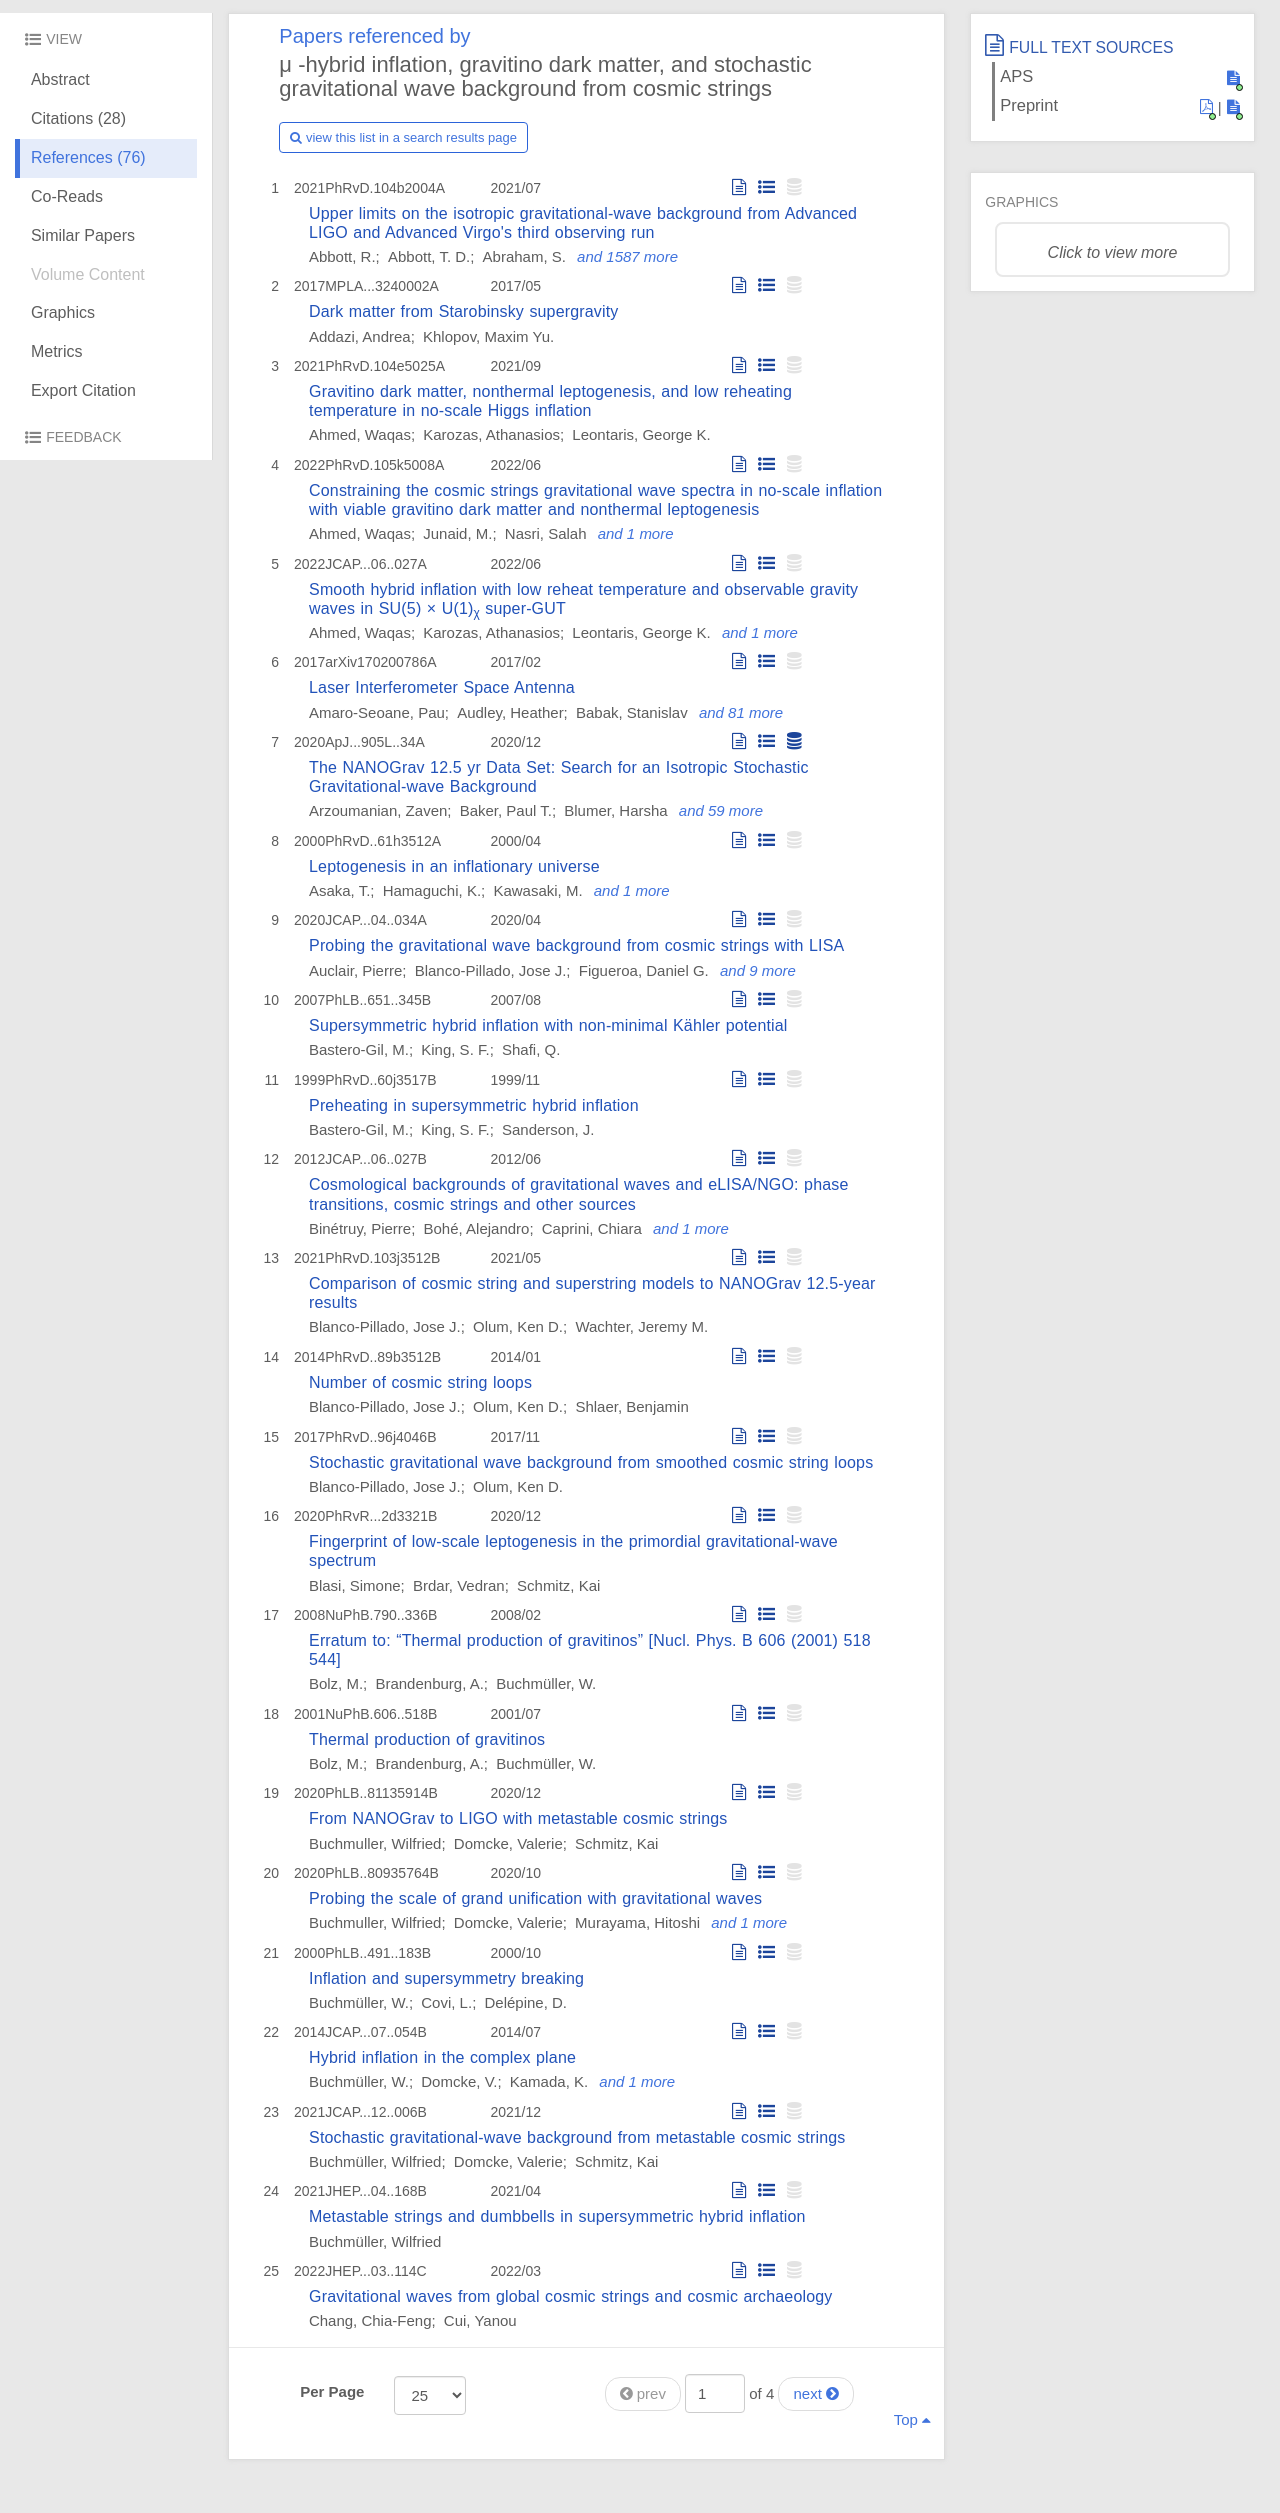 VIEW
Abstract
Citations (28)
References (76)
Co-Reads
Similar Papers
Volume Content
Graphics
Metrics
Export Citation
FEEDBACK
Papers referenced by
μ -hybrid inflation, gravitino dark matter, and stochastic
gravitational wave background from cosmic strings
view this list in a search results page
1 2021PhRvD.104b2004A 2021/07
Upper limits on the isotropic gravitational-wave background from Advanced
LIGO and Advanced Virgo's third observing run
Abbott, R.; Abbott, T. D.; Abraham, S. and 1587 more
2 2017MPLA...3240002A 2017/05
Dark matter from Starobinsky supergravity
Addazi, Andrea; Khlopov, Maxim Yu.
3 2021PhRvD.104e5025A 2021/09
Gravitino dark matter, nonthermal leptogenesis, and low reheating
temperature in no-scale Higgs inflation
Ahmed, Waqas; Karozas, Athanasios; Leontaris, George K.
4 2022PhRvD.105k5008A 2022/06
Constraining the cosmic strings gravitational wave spectra in no-scale inflation
with viable gravitino dark matter and nonthermal leptogenesis
Ahmed, Waqas; Junaid, M.; Nasri, Salah and 1 more
5 2022JCAP...06..027A 2022/06
Smooth hybrid inflation with low reheat temperature and observable gravity
waves in SU(5) × U(1)χ super-GUT
Ahmed, Waqas; Karozas, Athanasios; Leontaris, George K. and 1 more
6 2017arXiv170200786A 2017/02
Laser Interferometer Space Antenna
Amaro-Seoane, Pau; Audley, Heather; Babak, Stanislav and 81 more
7 2020ApJ...905L..34A 2020/12
The NANOGrav 12.5 yr Data Set: Search for an Isotropic Stochastic
Gravitational-wave Background
Arzoumanian, Zaven; Baker, Paul T.; Blumer, Harsha and 59 more
8 2000PhRvD..61h3512A 2000/04
Leptogenesis in an inflationary universe
Asaka, T.; Hamaguchi, K.; Kawasaki, M. and 1 more
9 2020JCAP...04..034A 2020/04
Probing the gravitational wave background from cosmic strings with LISA
Auclair, Pierre; Blanco-Pillado, Jose J.; Figueroa, Daniel G. and 9 more
10 2007PhLB..651..345B 2007/08
Supersymmetric hybrid inflation with non-minimal Kähler potential
Bastero-Gil, M.; King, S. F.; Shafi, Q.
11 1999PhRvD..60j3517B 1999/11
Preheating in supersymmetric hybrid inflation
Bastero-Gil, M.; King, S. F.; Sanderson, J.
12 2012JCAP...06..027B 2012/06
Cosmological backgrounds of gravitational waves and eLISA/NGO: phase
transitions, cosmic strings and other sources
Binétruy, Pierre; Bohé, Alejandro; Caprini, Chiara and 1 more
13 2021PhRvD.103j3512B 2021/05
Comparison of cosmic string and superstring models to NANOGrav 12.5-year
results
Blanco-Pillado, Jose J.; Olum, Ken D.; Wachter, Jeremy M.
14 2014PhRvD..89b3512B 2014/01
Number of cosmic string loops
Blanco-Pillado, Jose J.; Olum, Ken D.; Shlaer, Benjamin
15 2017PhRvD..96j4046B 2017/11
Stochastic gravitational wave background from smoothed cosmic string loops
Blanco-Pillado, Jose J.; Olum, Ken D.
16 2020PhRvR...2d3321B 2020/12
Fingerprint of low-scale leptogenesis in the primordial gravitational-wave
spectrum
Blasi, Simone; Brdar, Vedran; Schmitz, Kai
17 2008NuPhB.790..336B 2008/02
Erratum to: “Thermal production of gravitinos” [Nucl. Phys. B 606 (2001) 518
544]
Bolz, M.; Brandenburg, A.; Buchmüller, W.
18 2001NuPhB.606..518B 2001/07
Thermal production of gravitinos
Bolz, M.; Brandenburg, A.; Buchmüller, W.
19 2020PhLB..81135914B 2020/12
From NANOGrav to LIGO with metastable cosmic strings
Buchmuller, Wilfried; Domcke, Valerie; Schmitz, Kai
20 2020PhLB..80935764B 2020/10
Probing the scale of grand unification with gravitational waves
Buchmuller, Wilfried; Domcke, Valerie; Murayama, Hitoshi and 1 more
21 2000PhLB..491..183B 2000/10
Inflation and supersymmetry breaking
Buchmüller, W.; Covi, L.; Delépine, D.
22 2014JCAP...07..054B 2014/07
Hybrid inflation in the complex plane
Buchmüller, W.; Domcke, V.; Kamada, K. and 1 more
23 2021JCAP...12..006B 2021/12
Stochastic gravitational-wave background from metastable cosmic strings
Buchmüller, Wilfried; Domcke, Valerie; Schmitz, Kai
24 2021JHEP...04..168B 2021/04
Metastable strings and dumbbells in supersymmetric hybrid inflation
Buchmüller, Wilfried
25 2022JHEP...03..114C 2022/03
Gravitational waves from global cosmic strings and cosmic archaeology
Chang, Chia-Feng; Cui, Yanou
Per Page 25 prev 1 of 4 next
Top
FULL TEXT SOURCES
APS
Preprint |
GRAPHICS
Click to view more